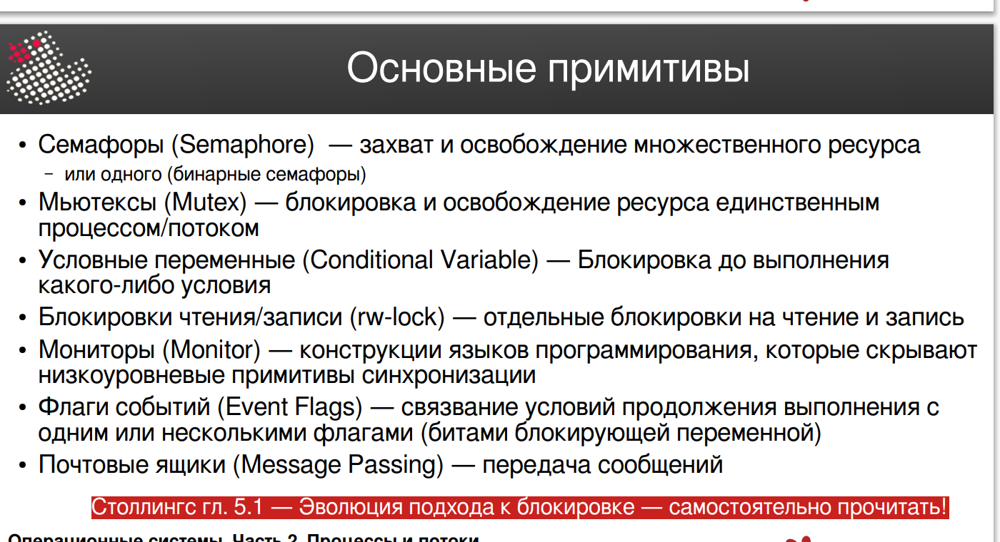 Основные примитивы
• Семафоры (Semaphore) — захват и освобождение множественного ресурса
– или одного (бинарные семафоры)
• Мьютексы (Mutex) — блокировка и освобождение ресурса единственным
процессом/потоком
• Условные переменные (Conditional Variable) — Блокировка до выполнения
какого-либо условия
• Блокировки чтения/записи (rw-lock) — отдельные блокировки на чтение и запись
• Мониторы (Monitor) — конструкции языков программирования, которые скрывают
низкоуровневые примитивы синхронизации
• Флаги событий (Event Flags) — связвание условий продолжения выполнения с
одним или несколькими флагами (битами блокирующей переменной)
• Почтовые ящики (Message Passing) — передача сообщений
Столлингс гл. 5.1 — Эволюция подхода к блокировке — самостоятельно прочитать!
Операционные системы. Часть 2. Процессы и потоки